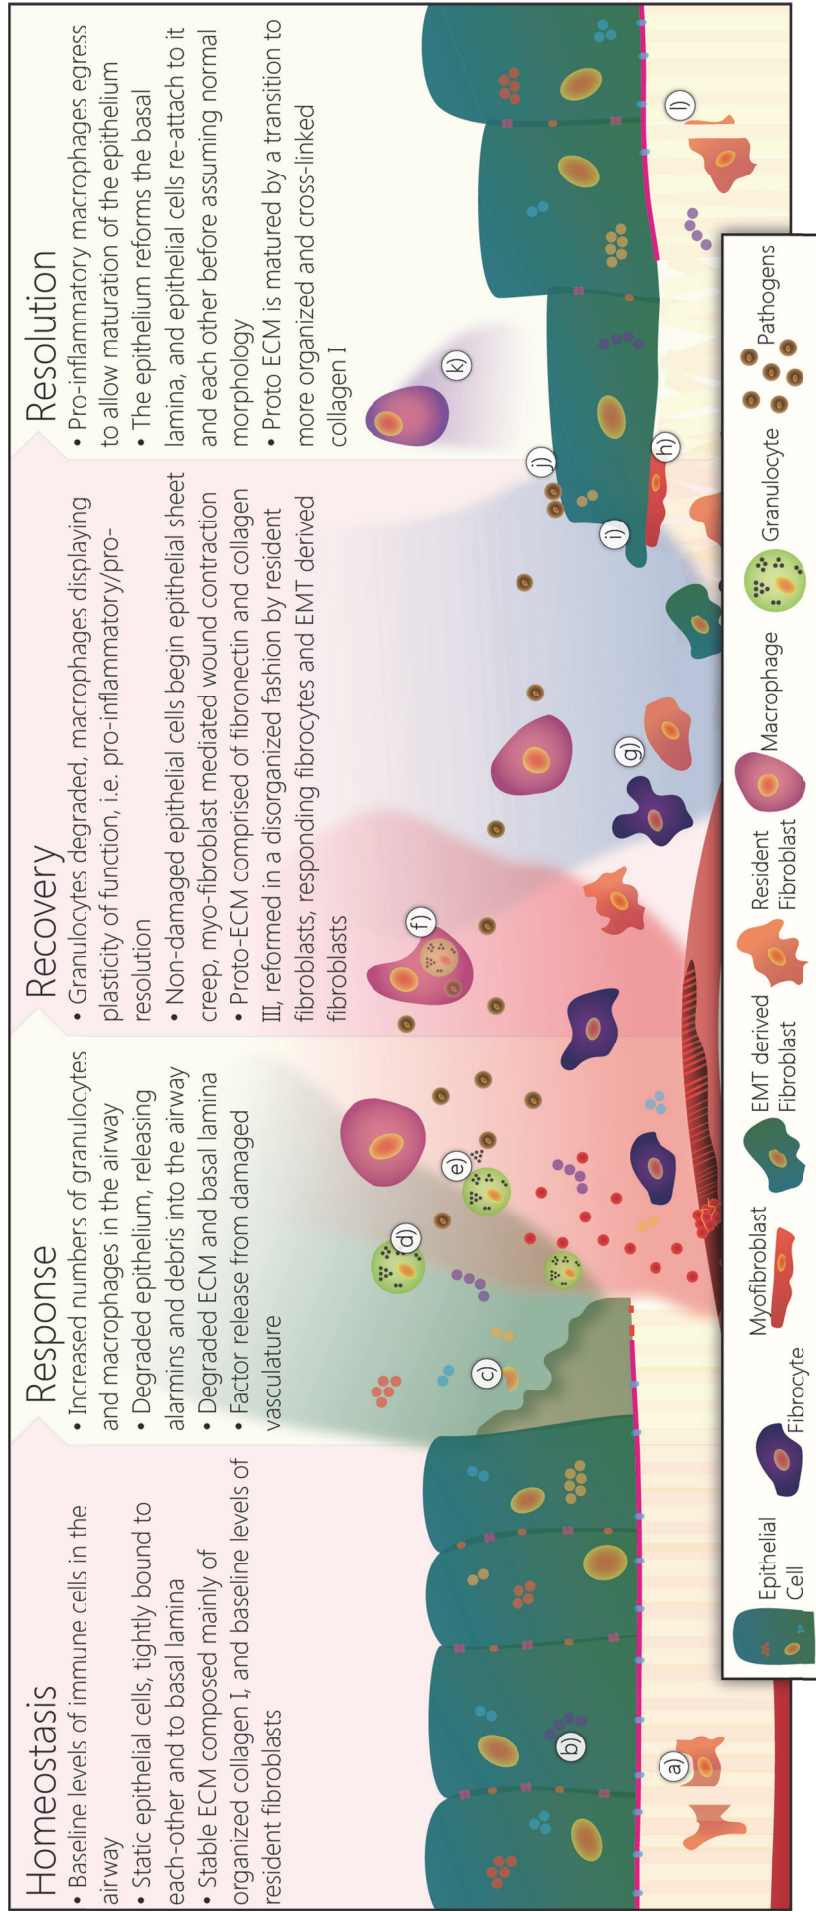 Homeostasis
• Baseline levels of immune cells in the
airway
• Static epithelial cells, tightly bound to
each-other and to basal lamina
• Stable ECM composed mainly of
organized collagen I, and baseline levels of
resident fibroblasts
Response
• Increased numbers of granulocytes
and macrophages in the airway
• Degraded epithelium, releasing
alarmins and debris into the airway
• Degraded ECM and basal lamina
• Factor release from damaged
vasculature
Recovery
• Granulocytes degraded, macrophages displaying
plasticity of function, i.e. pro-inflammatory/pro-
resolution
• Non-damaged epithelial cells begin epithelial sheet
creep, myo-fibroblast mediated wound contraction
• Proto-ECM comprised of fibronectin and collagen
III, reformed in a disorganized fashion by resident
fibroblasts, responding fibrocytes and EMT derived
fibroblasts
Resolution
• Pro-inflammatory macrophages egress
to allow maturation of the epithelium
• The epithelium reforms the basal
lamina, and epithelial cells re-attach to it
and each other before assuming normal
morphology
• Proto ECM is matured by a transition to
more organized and cross-linked
collagen I
a)
b)
c)
d)
e)
f)
g)
h)
i)
j)
k)
l)
Epithelial
Cell
Fibrocyte
Myofibroblast
EMT derived
Fibroblast
Resident
Fibroblast
Macrophage
Granulocyte
Pathogens